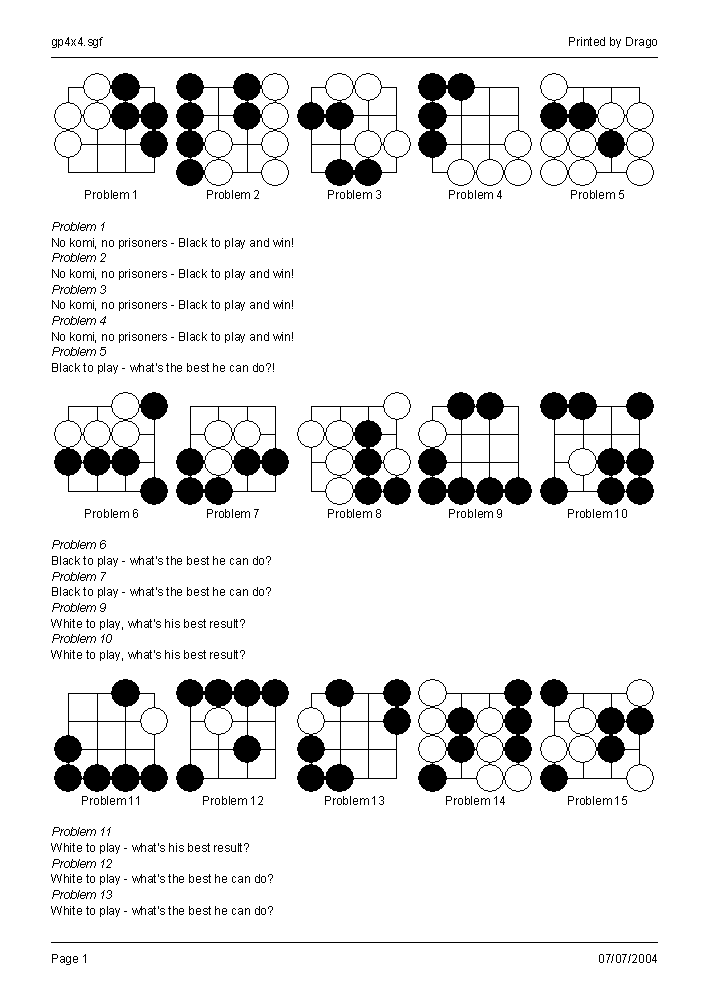 gp4x4.sgf Printed by Drago
Problem 1 Problem 2 Problem 3 Problem 4 Problem 5
Problem 1
No komi, no prisoners - Black to play and win!
Problem 2
No komi, no prisoners - Black to play and win!
Problem 3
No komi, no prisoners - Black to play and win!
Problem 4
No komi, no prisoners - Black to play and win!
Problem 5
Black to play - what's the best he can do?!
Problem 6 Problem 7 Problem 8 Problem 9 Problem 10
Problem 6
Black to play - what's the best he can do?
Problem 7
Black to play - what's the best he can do?
Problem 9
White to play, what's his best result?
Problem 10
White to play, what's his best result?
Problem 11 Problem 12 Problem 13 Problem 14 Problem 15
Problem 11
White to play - what's his best result?
Problem 12
White to play - what's the best he can do?
Problem 13
White to play - what's the best he can do?
Page 1 07/07/2004